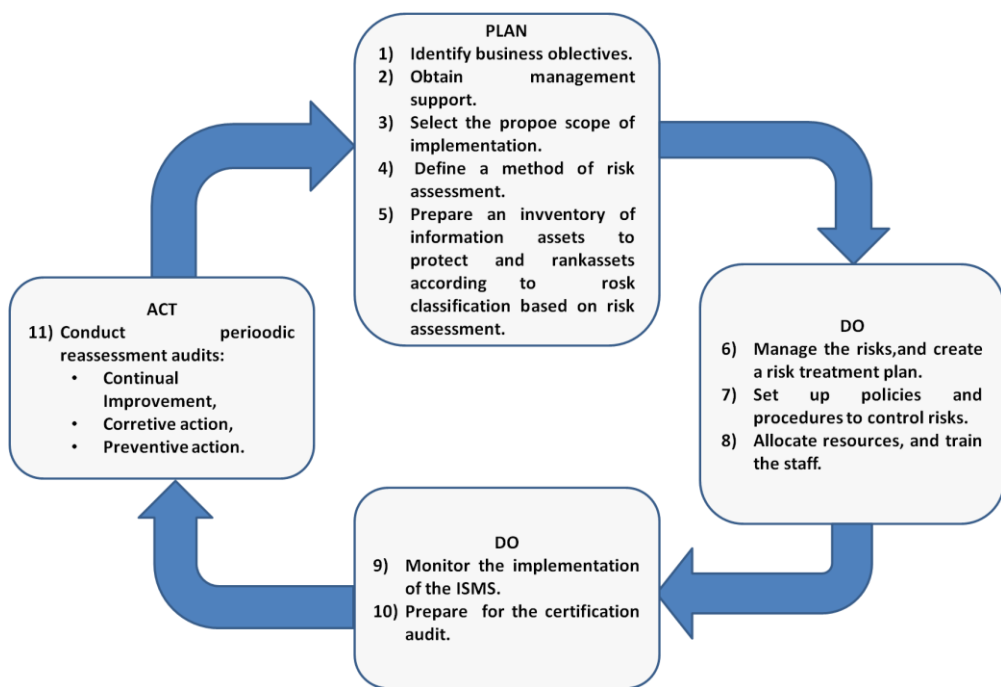 PLAN
1) Identify business oblectives.
2) Obtain management
support.
3) Select the propoe scope of
implementation.
4) Define a method of risk
assessment.
5) Prepare an invventory of
information assets to
protect and rankassets
according to rosk
classification based on risk
assessment.
DO
6) Manage the risks,and create
a risk treatment plan.
7) Set up policies and
procedures to control risks.
8) Allocate resources, and train
the staff.
DO
9) Monitor the implementation
of the ISMS.
10) Prepare for the certification
audit.
ACT
11) Conduct perioodic
reassessment audits:
• Continual
Improvement,
• Corretive action,
• Preventive action.